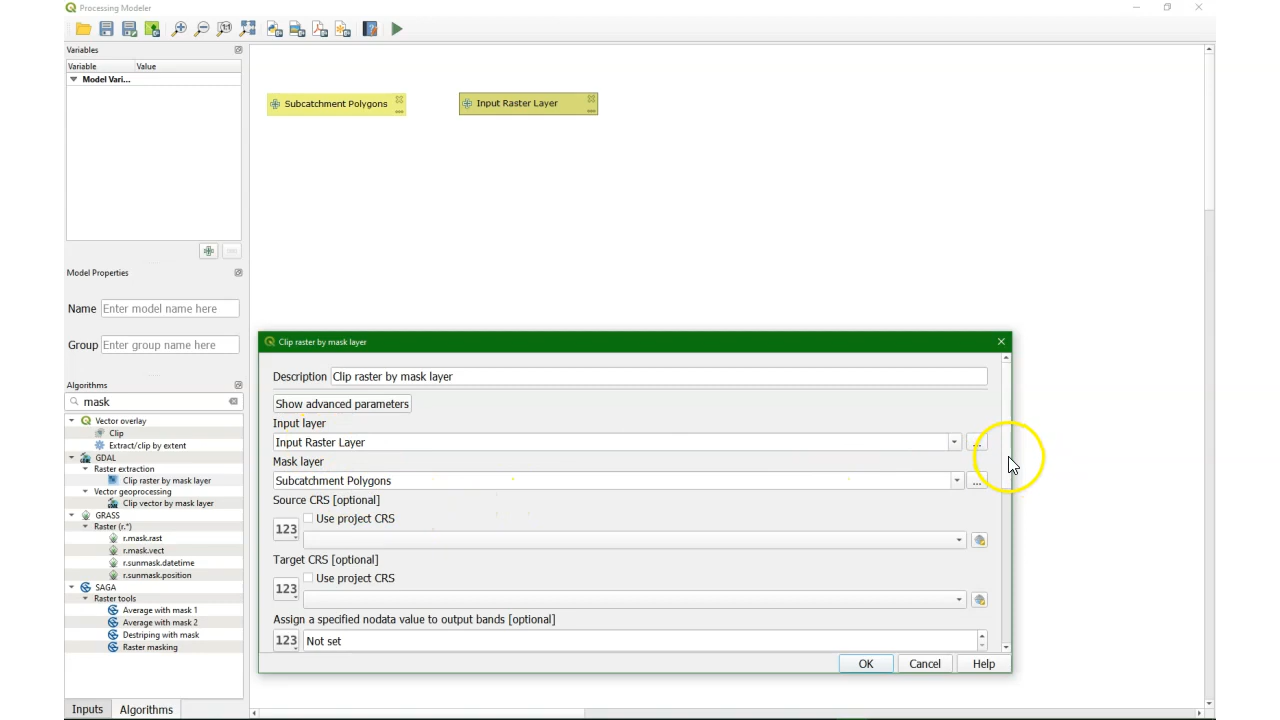 Processing Modeler
Variables
Variable Value
Model Vari...
Subcatchment Polygons
Input Raster Layer
Model Properties
Name Enter model name here
Group Enter group name here
Algorithms
mask
Vector overlay
Clip
Extract/clip by extent
GDAL
Raster extraction
Clip raster by mask layer
Vector geoprocessing
Clip vector by mask layer
GRASS
Raster (r.*)
r.mask.rast
r.mask.vect
r.sunmask.datetime
r.sunmask.position
SAGA
Raster tools
Average with mask 1
Average with mask 2
Destriping with mask
Raster masking
Inputs Algorithms
Clip raster by mask layer
Description Clip raster by mask layer
Show advanced parameters
Input layer
Input Raster Layer
...
Mask layer
Subcatchment Polygons
...
Source CRS [optional]
123 Use project CRS
Target CRS [optional]
123 Use project CRS
Assign a specified nodata value to output bands [optional]
123 Not set
OK Cancel Help